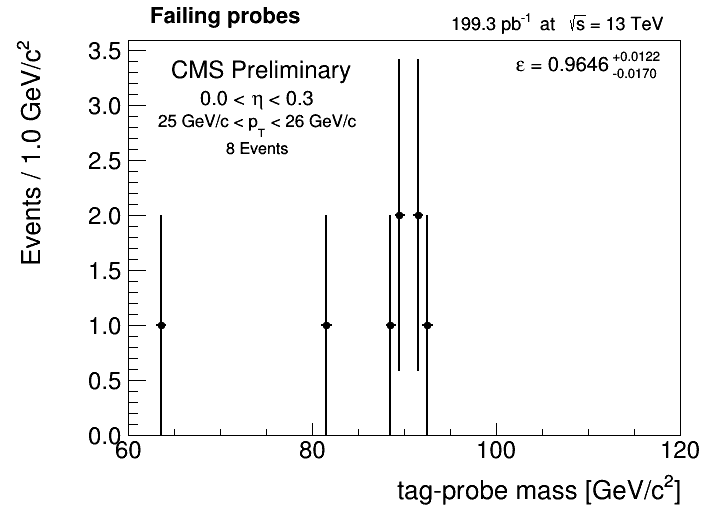 Failing probes
199.3 pb⁻¹ at √s = 13 TeV
CMS Preliminary
0.0 < η < 0.3
25 GeV/c < p_T < 26 GeV/c
8 Events
ε = 0.9646 +0.0122 -0.0170
Events / 1.0 GeV/c²
3.5
3.0
2.5
2.0
1.5
1.0
0.5
0.0
60 80 100 120
tag-probe mass [GeV/c²]